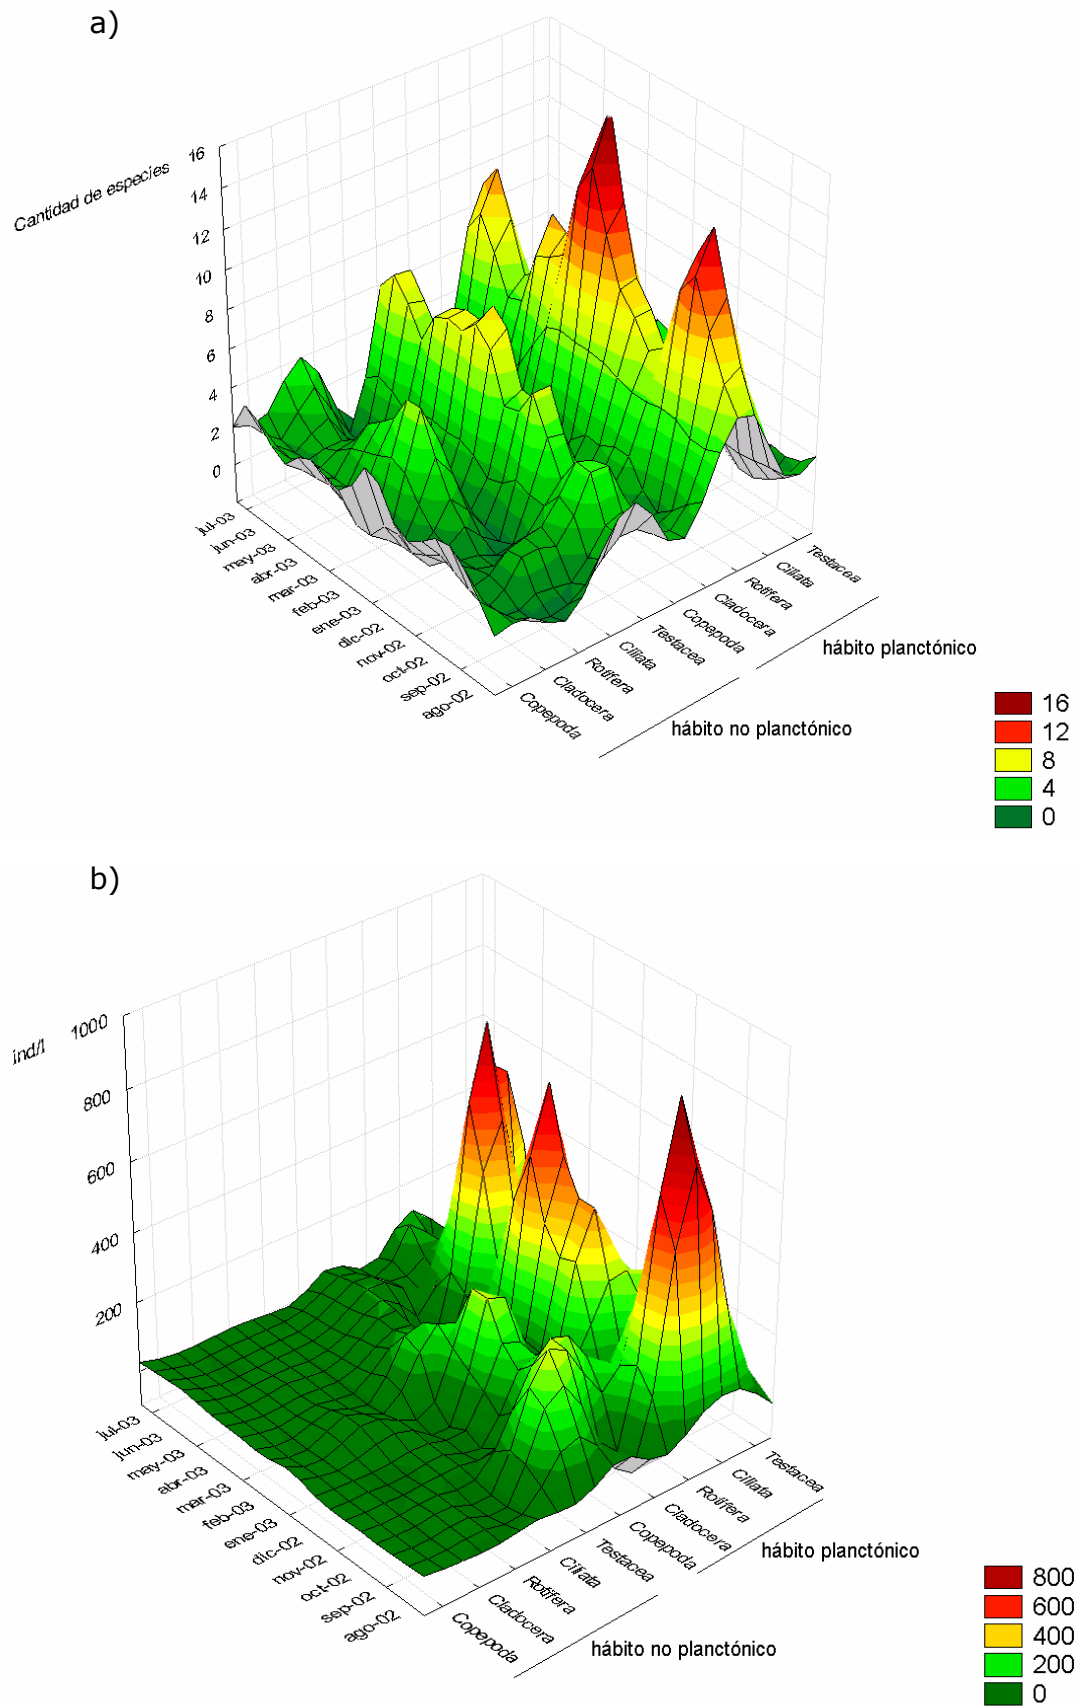 a)
Cantidad de especies
16
14
12
10
8
6
4
2
0
jul-03
jun-03
may-03
abr-03
mar-03
feb-03
ene-03
dic-02
nov-02
oct-02
sep-02
ago-02
Copepoda
Cladocera
Rotifera
Ciliata
Testacea
Copepoda
Cladocera
Rotifera
Ciliata
Testacea
hábito planctónico
hábito no planctónico
16
12
8
4
0
b)
ind/l
1000
800
600
400
200
jul-03
jun-03
may-03
abr-03
mar-03
feb-03
ene-03
dic-02
nov-02
oct-02
sep-02
ago-02
Copepoda
Cladocera
Rotifera
Ciliata
Testacea
Copepoda
Cladocera
Rotifera
Ciliata
Testacea
hábito planctónico
hábito no planctónico
800
600
400
200
0